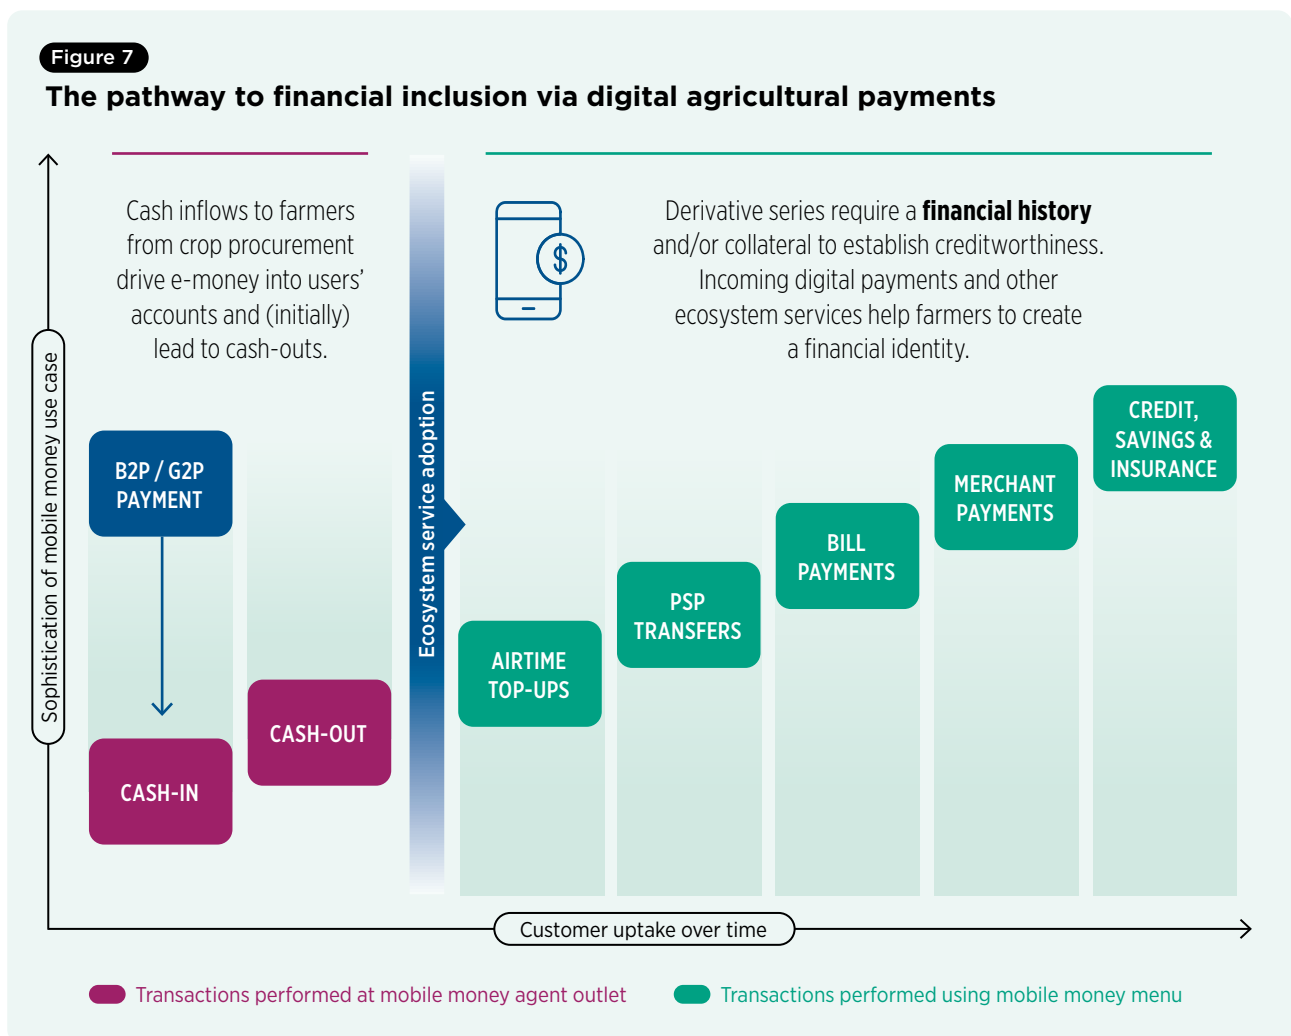 Figure 7
The pathway to financial inclusion via digital agricultural payments
Cash inflows to farmers
from crop procurement
drive e-money into users’
accounts and (initially)
lead to cash-outs.
$
Derivative series require a financial history
and/or collateral to establish creditworthiness.
Incoming digital payments and other
ecosystem services help farmers to create
a financial identity.
Sophistication of mobile money use case
Ecosystem service adoption
B2P / G2P
PAYMENT
CASH-IN
CASH-OUT
AIRTIME
TOP-UPS
PSP
TRANSFERS
BILL
PAYMENTS
MERCHANT
PAYMENTS
CREDIT,
SAVINGS &
INSURANCE
Customer uptake over time
Transactions performed at mobile money agent outlet
Transactions performed using mobile money menu